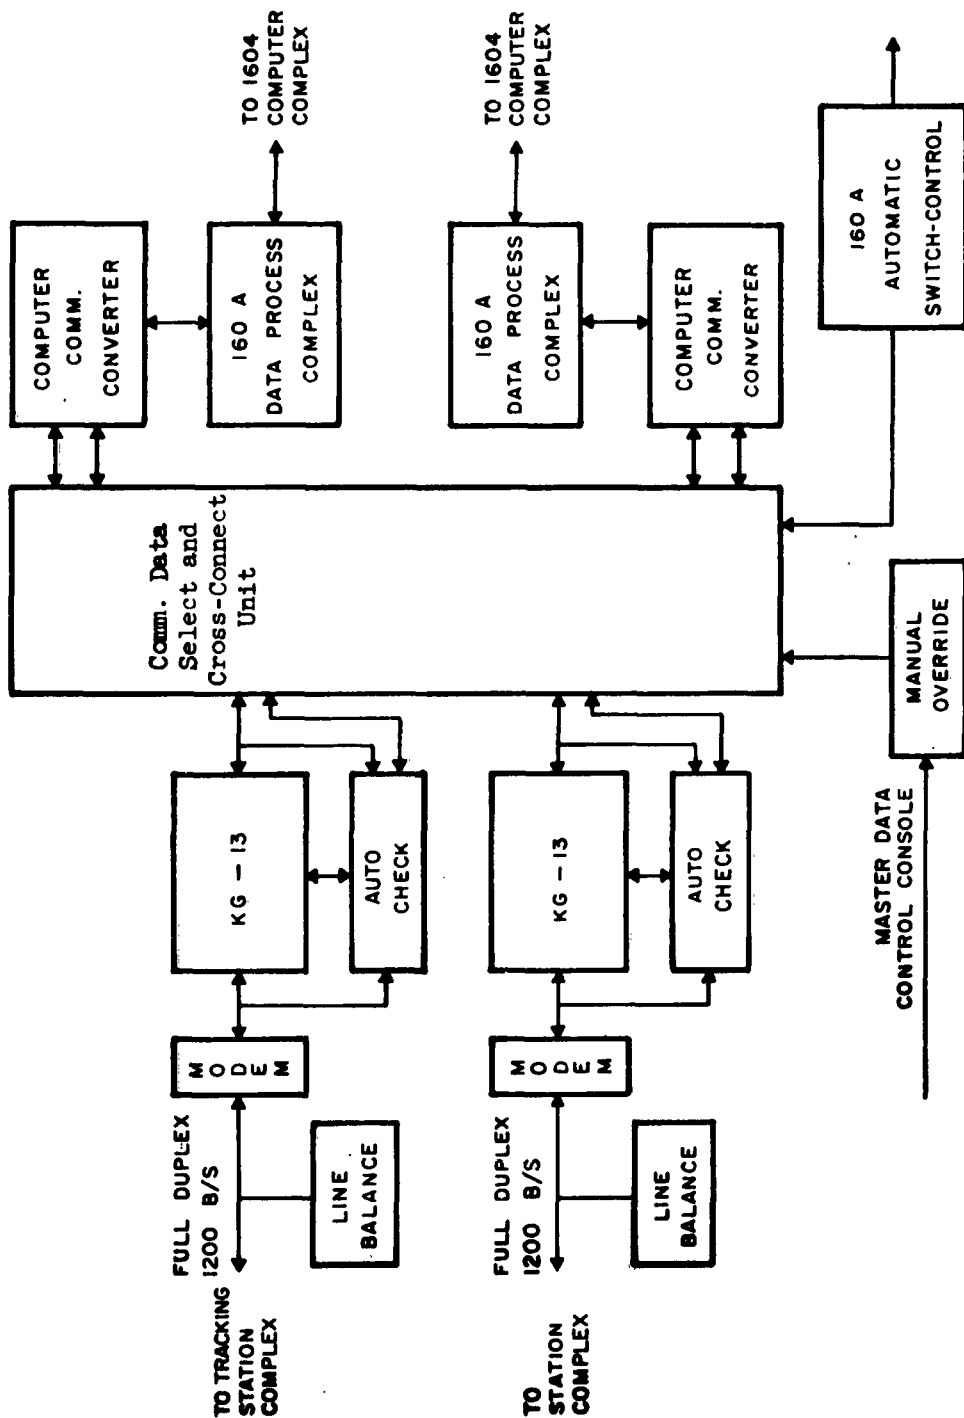 TO TRACKING
STATION
COMPLEX
FULL DUPLEX
1200 B/S
LINE
BALANCE
M
O
D
E
M
KG - 13
AUTO
CHECK
Comm. Data
Select and
Cross-Connect
Unit
COMPUTER
COMM.
CONVERTER
160 A
DATA PROCESS
COMPLEX
TO 1604
COMPUTER
COMPLEX
TO
STATION
COMPLEX
FULL DUPLEX
1200 B/S
LINE
BALANCE
M
O
D
E
M
KG - 13
AUTO
CHECK
160 A
DATA PROCESS
COMPLEX
TO 1604
COMPUTER
COMPLEX
COMPUTER
COMM.
CONVERTER
MASTER DATA
CONTROL CONSOLE
MANUAL
OVERRIDE
160 A
AUTOMATIC
SWITCH-CONTROL